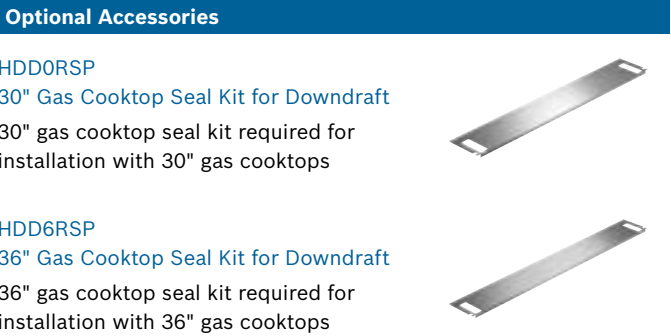 Optional Accessories
HDD0RSP
30" Gas Cooktop Seal Kit for Downdraft
30" gas cooktop seal kit required for
installation with 30" gas cooktops
HDD6RSP
36" Gas Cooktop Seal Kit for Downdraft
36" gas cooktop seal kit required for
installation with 36" gas cooktops